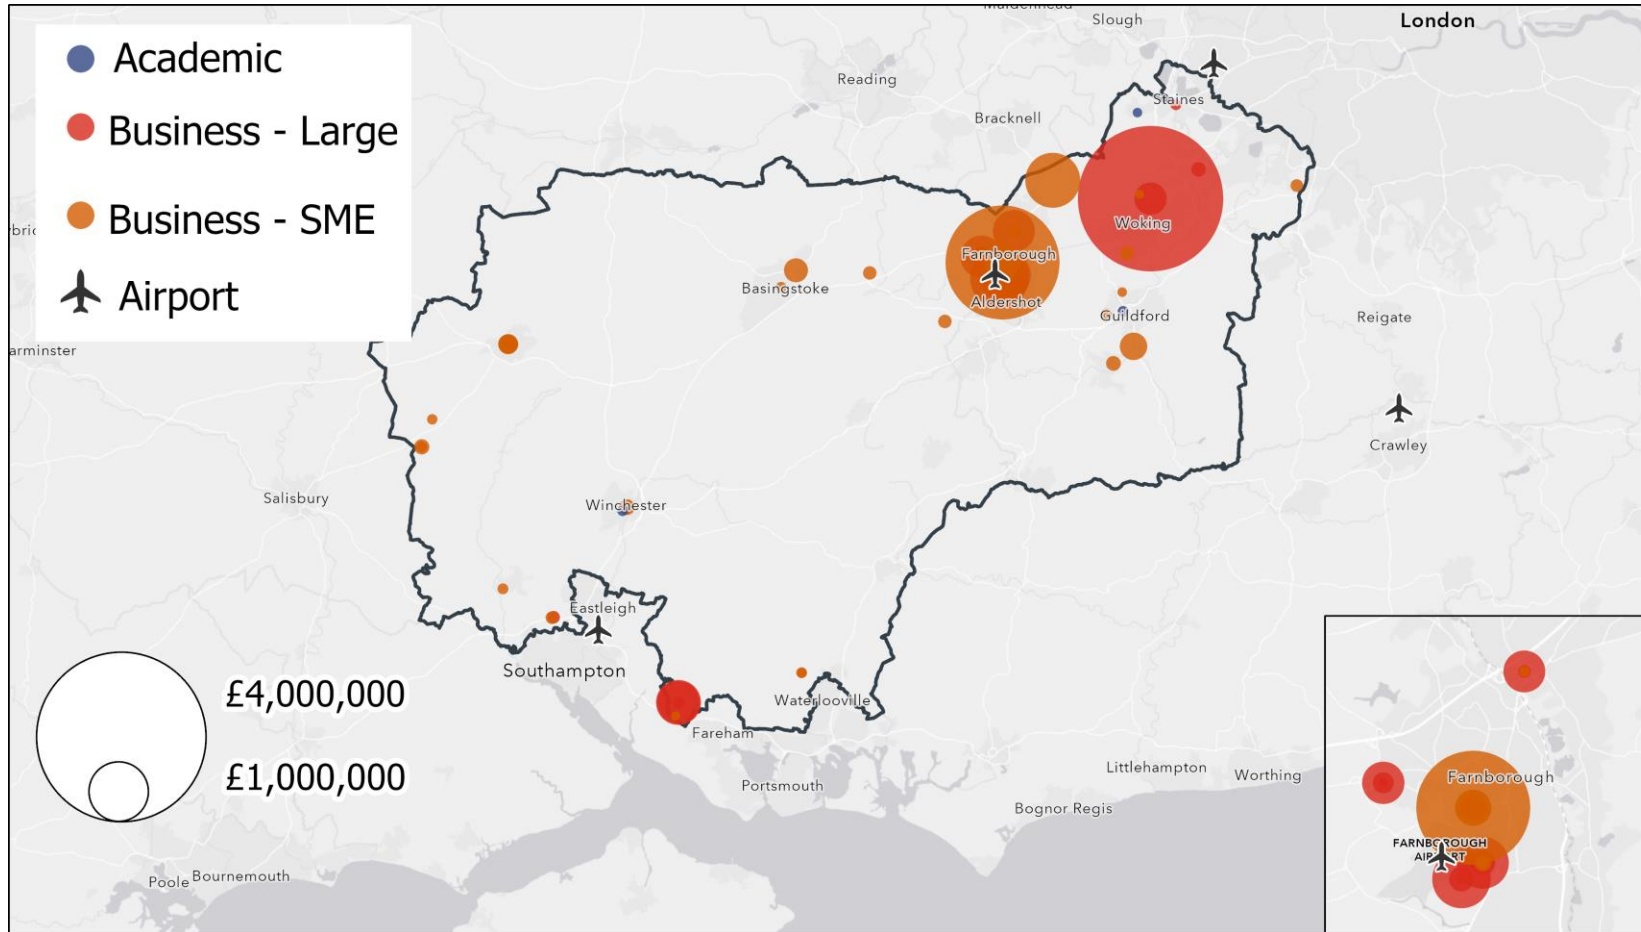 London
Slough
Academic
Reading
Staines
Bracknell
Business - Large
Business - SME
Woking
Farnborough
Basingstoke
Airport
Aldershot
Guildford
Reigate
Crawley
Salisbury
Winchester
Eastleigh
Southampton
£4,000,000
Waterlooville
Fareham
£1,000,000
Littlehampton
Worthing
Portsmouth
Bognor Regis
Farnborough
FARNBOROUGH
AIRPORT
Poole
Bournemouth